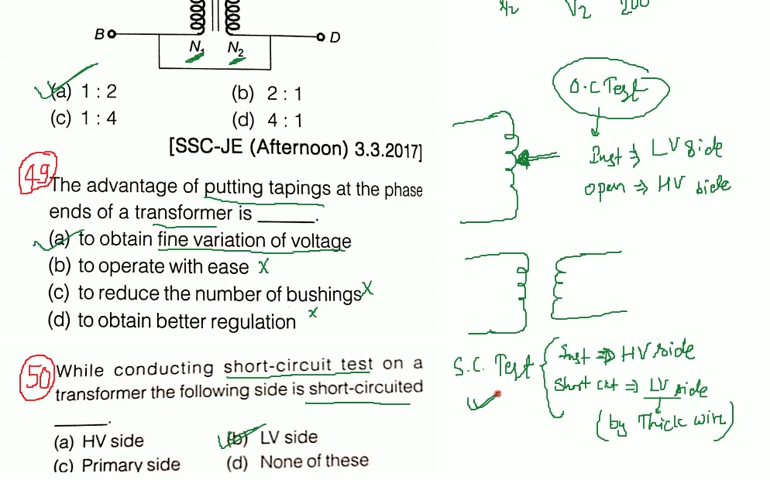 B
N1 N2
D
(a) 1 : 2
(b) 2 : 1
(c) 1 : 4
(d) 4 : 1
[SSC-JE (Afternoon) 3.3.2017]
49
The advantage of putting tapings at the phase
ends of a transformer is ______.
(a) to obtain fine variation of voltage
(b) to operate with ease x
(c) to reduce the number of bushings x
(d) to obtain better regulation x
50
While conducting short-circuit test on a
transformer the following side is short-circuited
______.
(a) HV side
(b) LV side
(c) Primary side
(d) None of these
V2 200
O.C Test
Inst ⇒ LV side
open ⇒ HV side
S.C. Test
Inst ⇒ HV side
Short ckt ⇒ LV side
(by Thick wire)